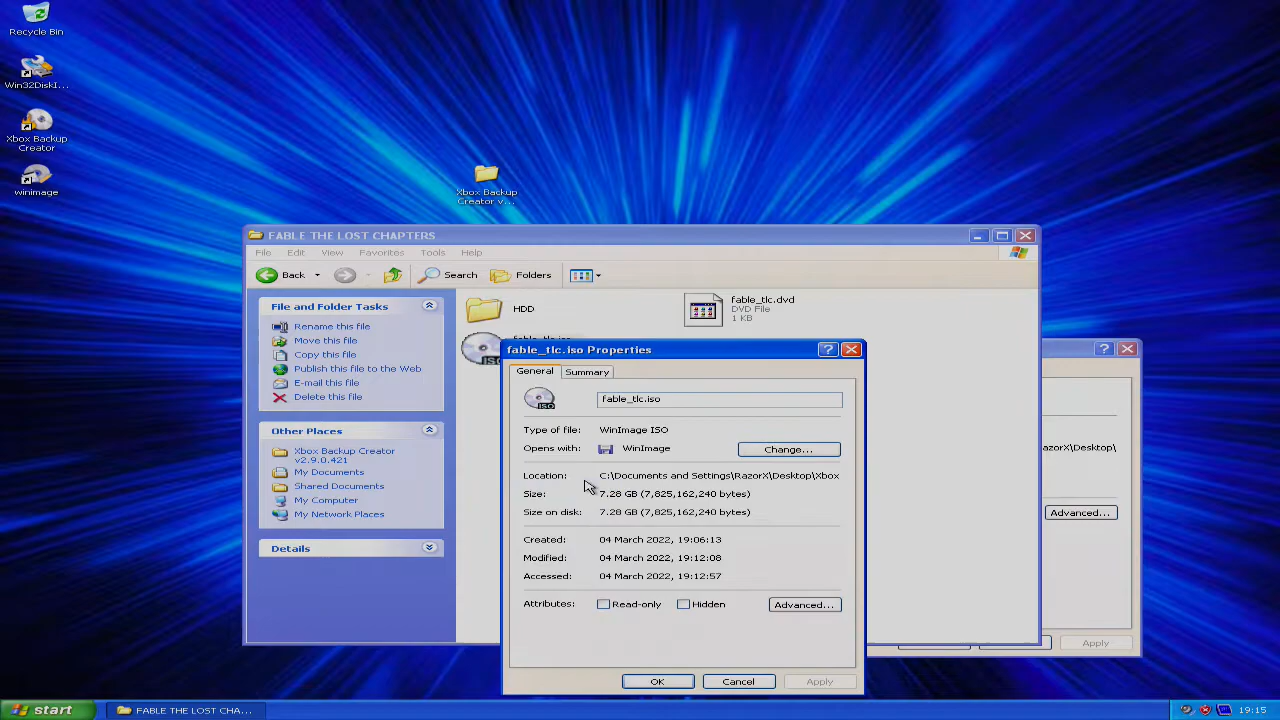 Recycle Bin
Win32DiskI...
Xbox Backup
Creator
winimage
Xbox Backup
Creator v...
FABLE THE LOST CHAPTERS
File Edit View Favorites Tools Help
Back Search Folders
File and Folder Tasks
Rename this file
Move this file
Copy this file
Publish this file to the Web
E-mail this file
Delete this file
Other Places
Xbox Backup Creator
v2.9.0.421
My Documents
Shared Documents
My Computer
My Network Places
Details
HDD
fable_tlc.dvd
DVD File
1 KB
ISO
fable_tlc.iso Properties
General Summary
ISO
fable_tlc.iso
Type of file: WinImage ISO
Opens with: WinImage Change...
Location: C:\Documents and Settings\RazorX\Desktop\Xbox
Size: 7.28 GB (7,825,162,240 bytes)
Size on disk: 7.28 GB (7,825,162,240 bytes)
Created: 04 March 2022, 19:06:13
Modified: 04 March 2022, 19:12:08
Accessed: 04 March 2022, 19:12:57
Attributes: Read-only Hidden Advanced...
OK Cancel Apply
azorX\Desktop\
Advanced...
Apply
start FABLE THE LOST CHA... 19:15